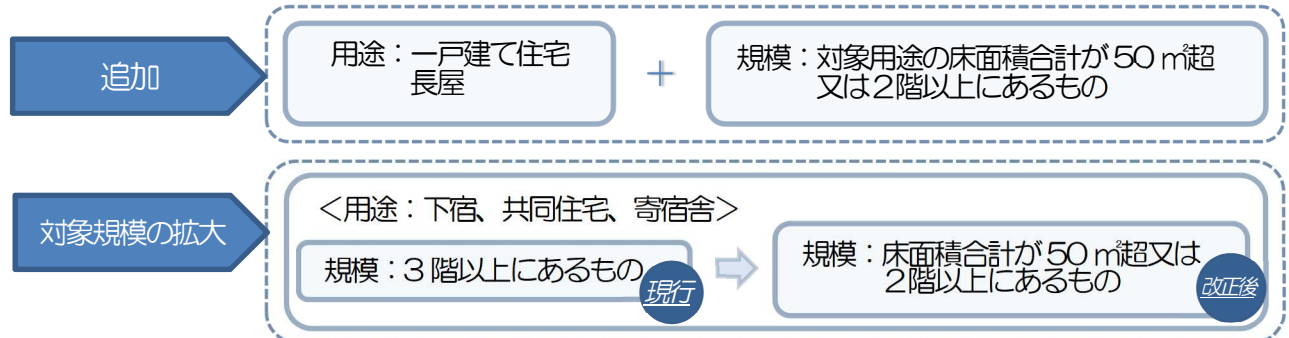 追加
用途：一戸建て住宅
長屋
＋
規模：対象用途の床面積合計が50㎡超
又は2階以上にあるもの
対象規模の拡大
＜用途：下宿、共同住宅、寄宿舎＞
規模：3階以上にあるもの
現行
規模：床面積合計が50㎡超又は
2階以上にあるもの
改正後